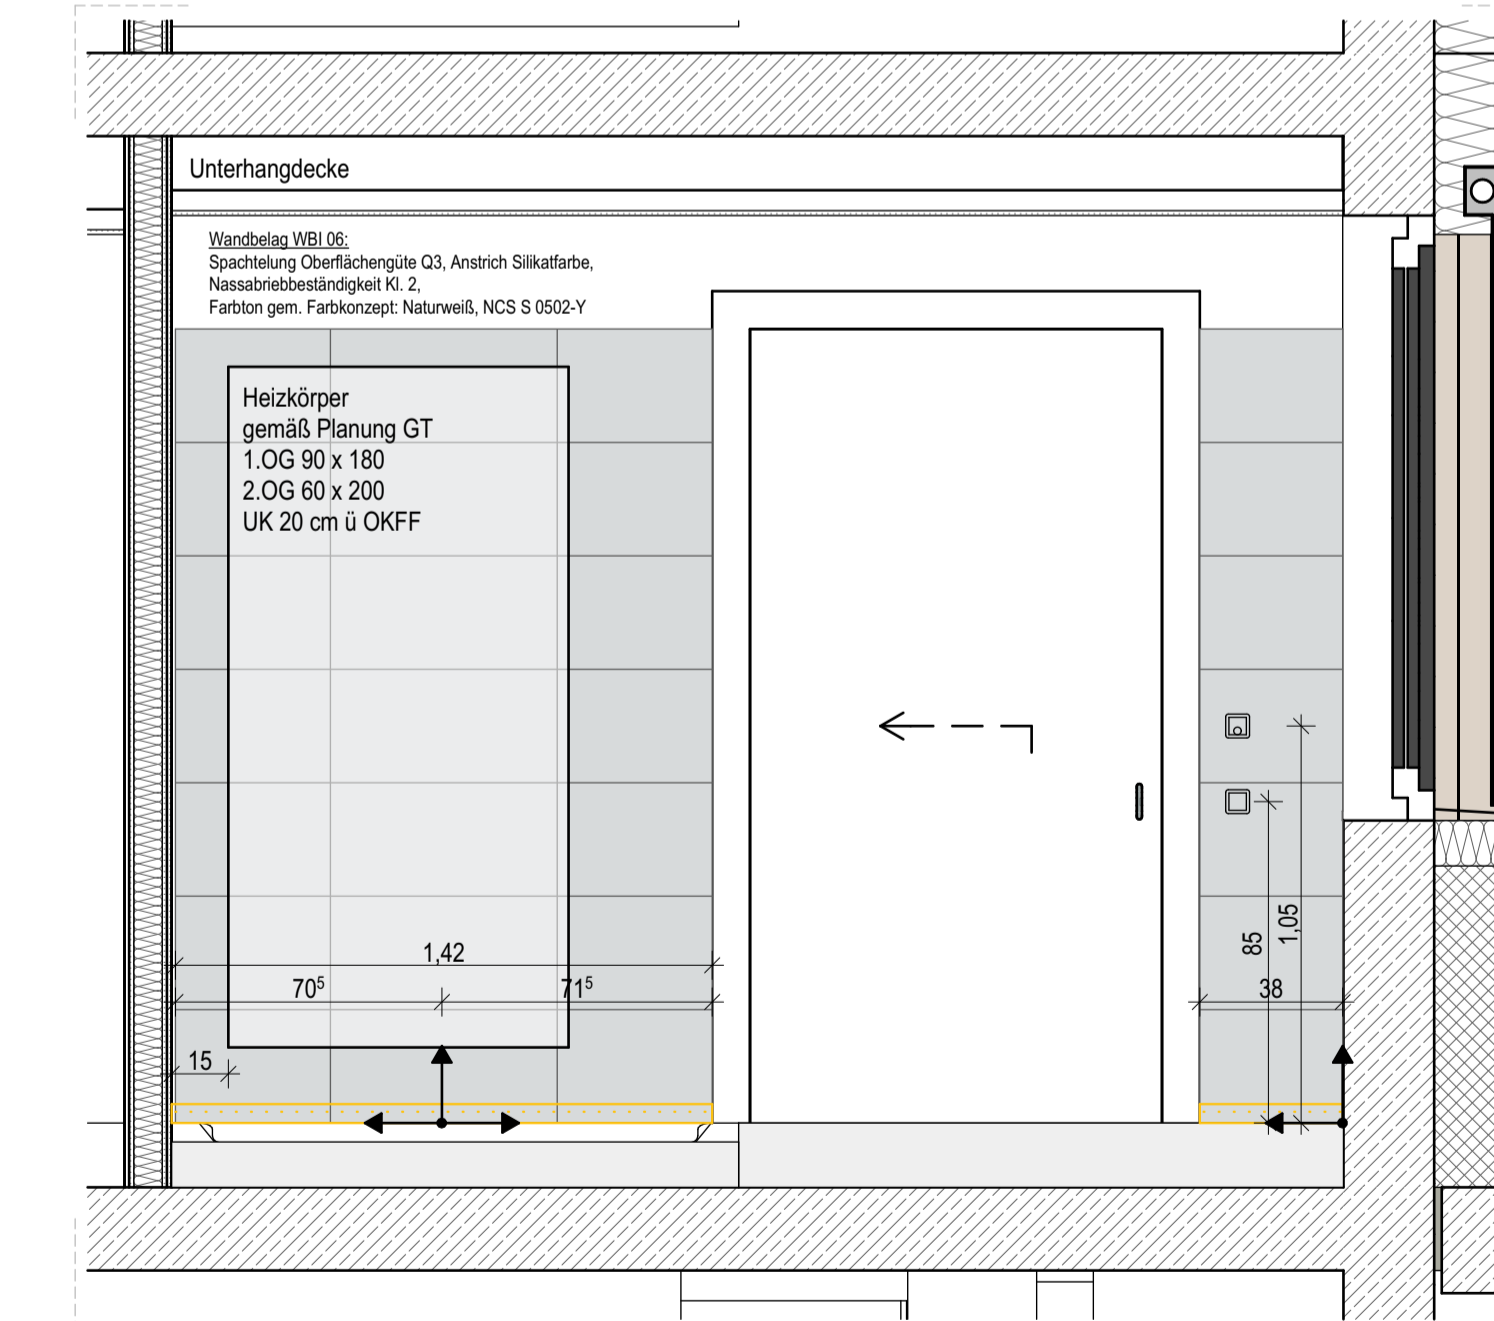 Unterhangdecke
Wandbelag WBI 06:
Spachtelung Oberflächengüte Q3, Anstrich Silikatfarbe,
Nassabriebbeständigkeit Kl. 2,
Farbton gem. Farbkonzept: Naturweiß, NCS S 0502-Y
Heizkörper
gemäß Planung GT
1.OG 90 x 180
2.OG 60 x 200
UK 20 cm ü OKFF
1,42
70⁵
71⁵
15
85
1,05
38